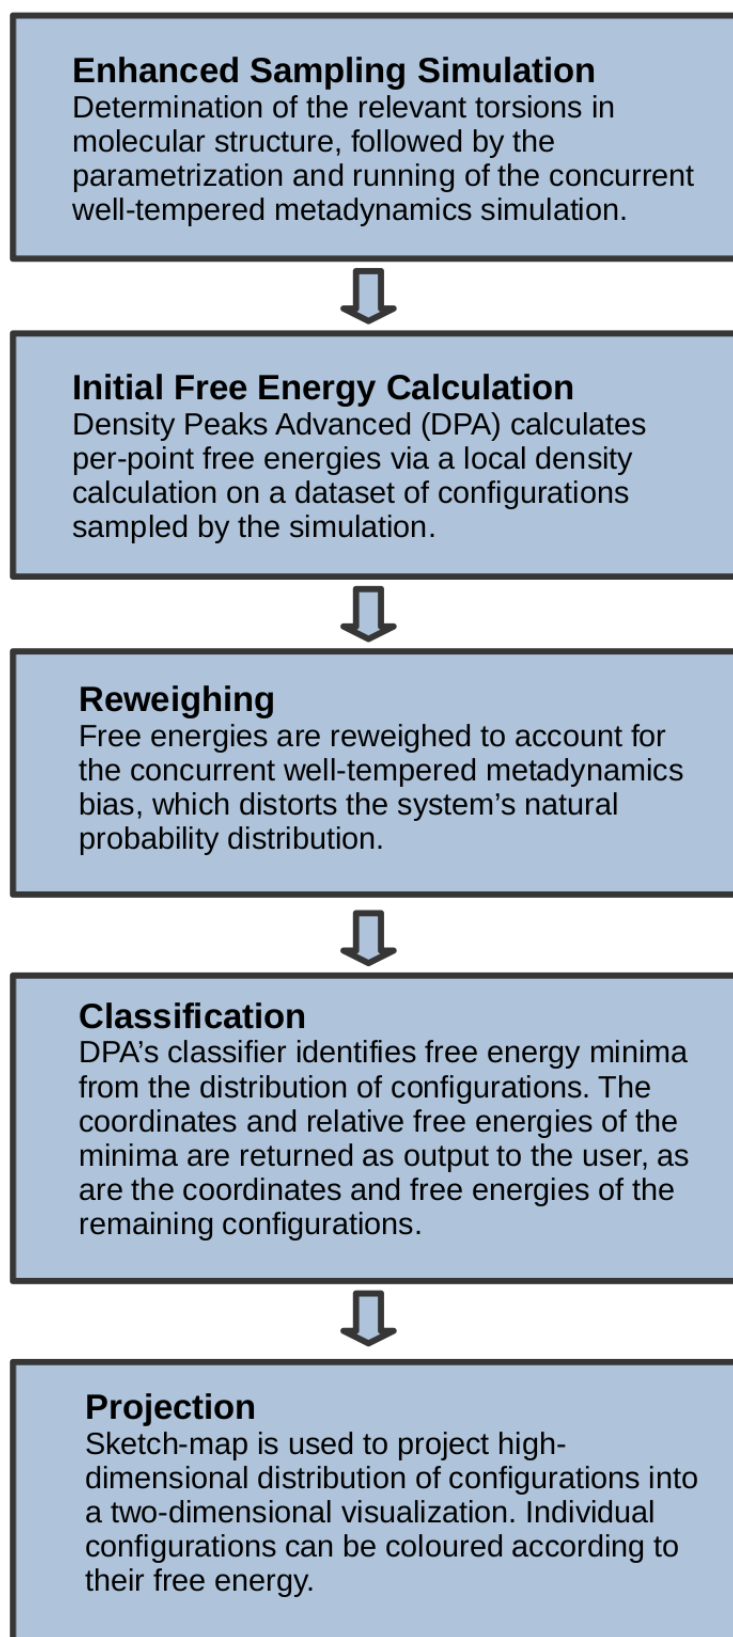 Enhanced Sampling Simulation
Determination of the relevant torsions in
molecular structure, followed by the
parametrization and running of the concurrent
well-tempered metadynamics simulation.
Initial Free Energy Calculation
Density Peaks Advanced (DPA) calculates
per-point free energies via a local density
calculation on a dataset of configurations
sampled by the simulation.
Reweighing
Free energies are reweighed to account for
the concurrent well-tempered metadynamics
bias, which distorts the system’s natural
probability distribution.
Classification
DPA’s classifier identifies free energy minima
from the distribution of configurations. The
coordinates and relative free energies of the
minima are returned as output to the user, as
are the coordinates and free energies of the
remaining configurations.
Projection
Sketch-map is used to project high-
dimensional distribution of configurations into
a two-dimensional visualization. Individual
configurations can be coloured according to
their free energy.